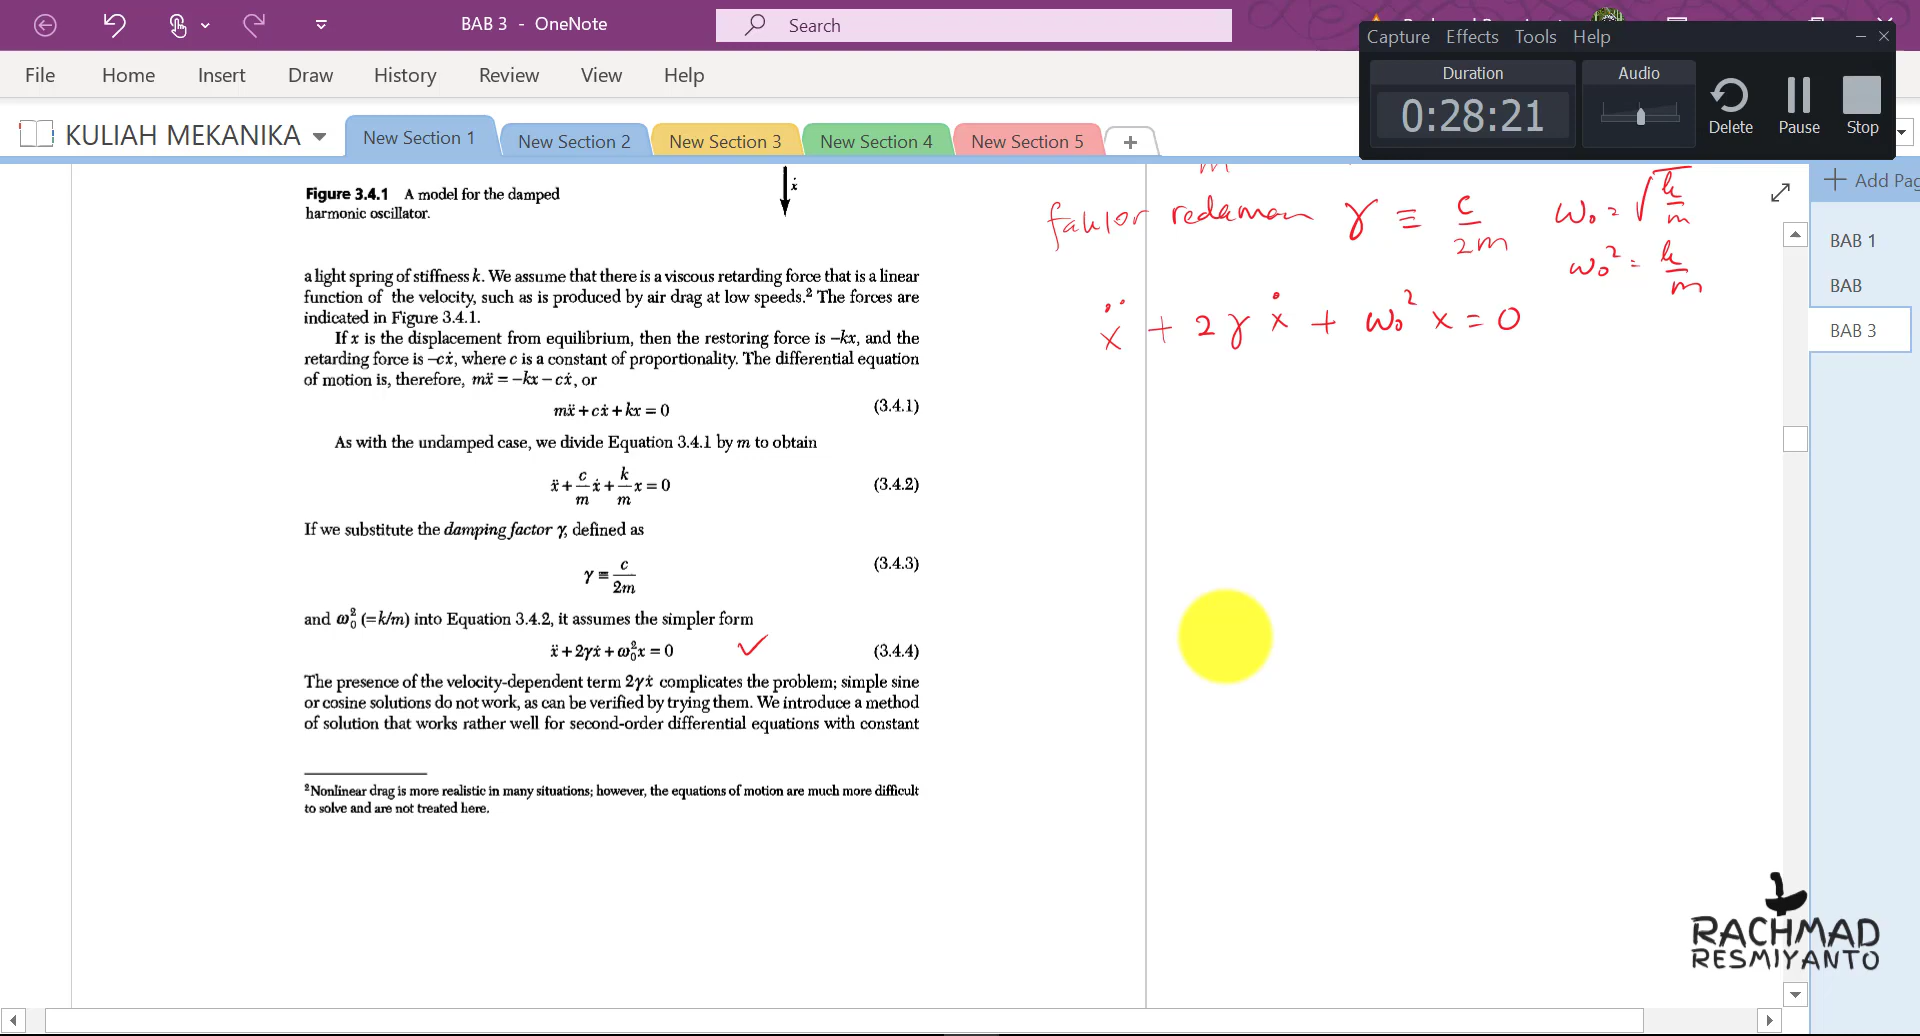 BAB 3 - OneNote
Search
Capture Effects Tools Help
Duration
Audio
0:28:21
Delete
Pause
Stop
File Home Insert Draw History Review View Help
KULIAH MEKANIKA
New Section 1
New Section 2
New Section 3
New Section 4
New Section 5
+
Add Pag
BAB 1
BAB
BAB 3
ẋ
Figure 3.4.1 A model for the damped
harmonic oscillator.
a light spring of stiffness k. We assume that there is a viscous retarding force that is a linear
function of the velocity, such as is produced by air drag at low speeds.² The forces are
indicated in Figure 3.4.1.
If x is the displacement from equilibrium, then the restoring force is –kx, and the
retarding force is –cẋ, where c is a constant of proportionality. The differential equation
of motion is, therefore, mẍ = –kx – cẋ, or
mẍ + cẋ + kx = 0 (3.4.1)
As with the undamped case, we divide Equation 3.4.1 by m to obtain
ẍ + c/m ẋ + k/m x = 0 (3.4.2)
If we substitute the damping factor γ, defined as
γ ≡ c/2m (3.4.3)
and ω₀² (=k/m) into Equation 3.4.2, it assumes the simpler form
ẍ + 2γẋ + ω₀²x = 0 (3.4.4)
The presence of the velocity-dependent term 2γẋ complicates the problem; simple sine
or cosine solutions do not work, as can be verified by trying them. We introduce a method
of solution that works rather well for second-order differential equations with constant
²Nonlinear drag is more realistic in many situations; however, the equations of motion are much more difficult
to solve and are not treated here.
m
faktor redaman γ ≡ c/2m ω₀ = √k/m
ω₀² = k/m
ẍ + 2γẋ + ω₀² x = 0
RACHMAD
RESMIYANTO